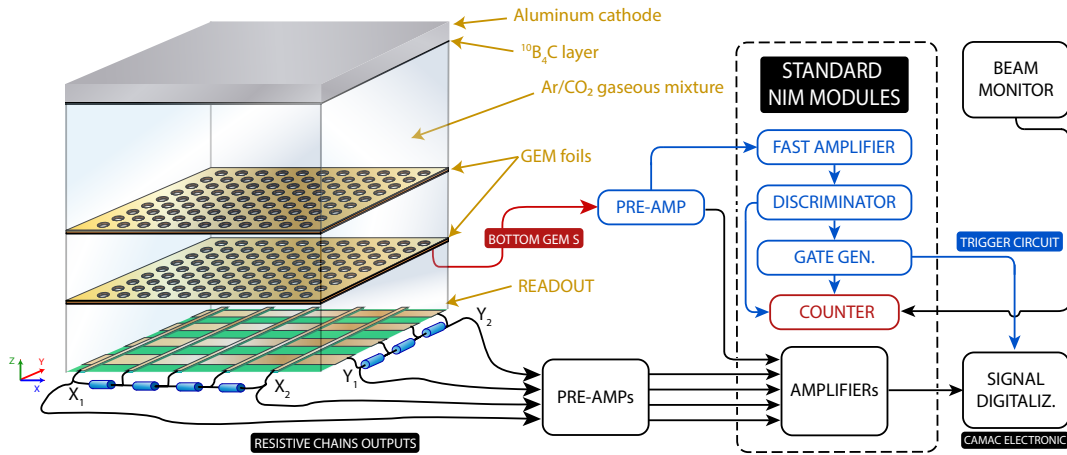 Aluminum cathode
¹⁰B₄C layer
Ar/CO₂ gaseous mixture
GEM foils
READOUT
BOTTOM GEM S
PRE-AMP
STANDARD
NIM MODULES
FAST AMPLIFIER
DISCRIMINATOR
GATE GEN.
COUNTER
BEAM
MONITOR
TRIGGER CIRCUIT
Z
Y
X
X₁
X₂
Y₁
Y₂
RESISTIVE CHAINS OUTPUTS
PRE-AMPs
AMPLIFIERs
SIGNAL
DIGITALIZ.
CAMAC ELECTRONIC